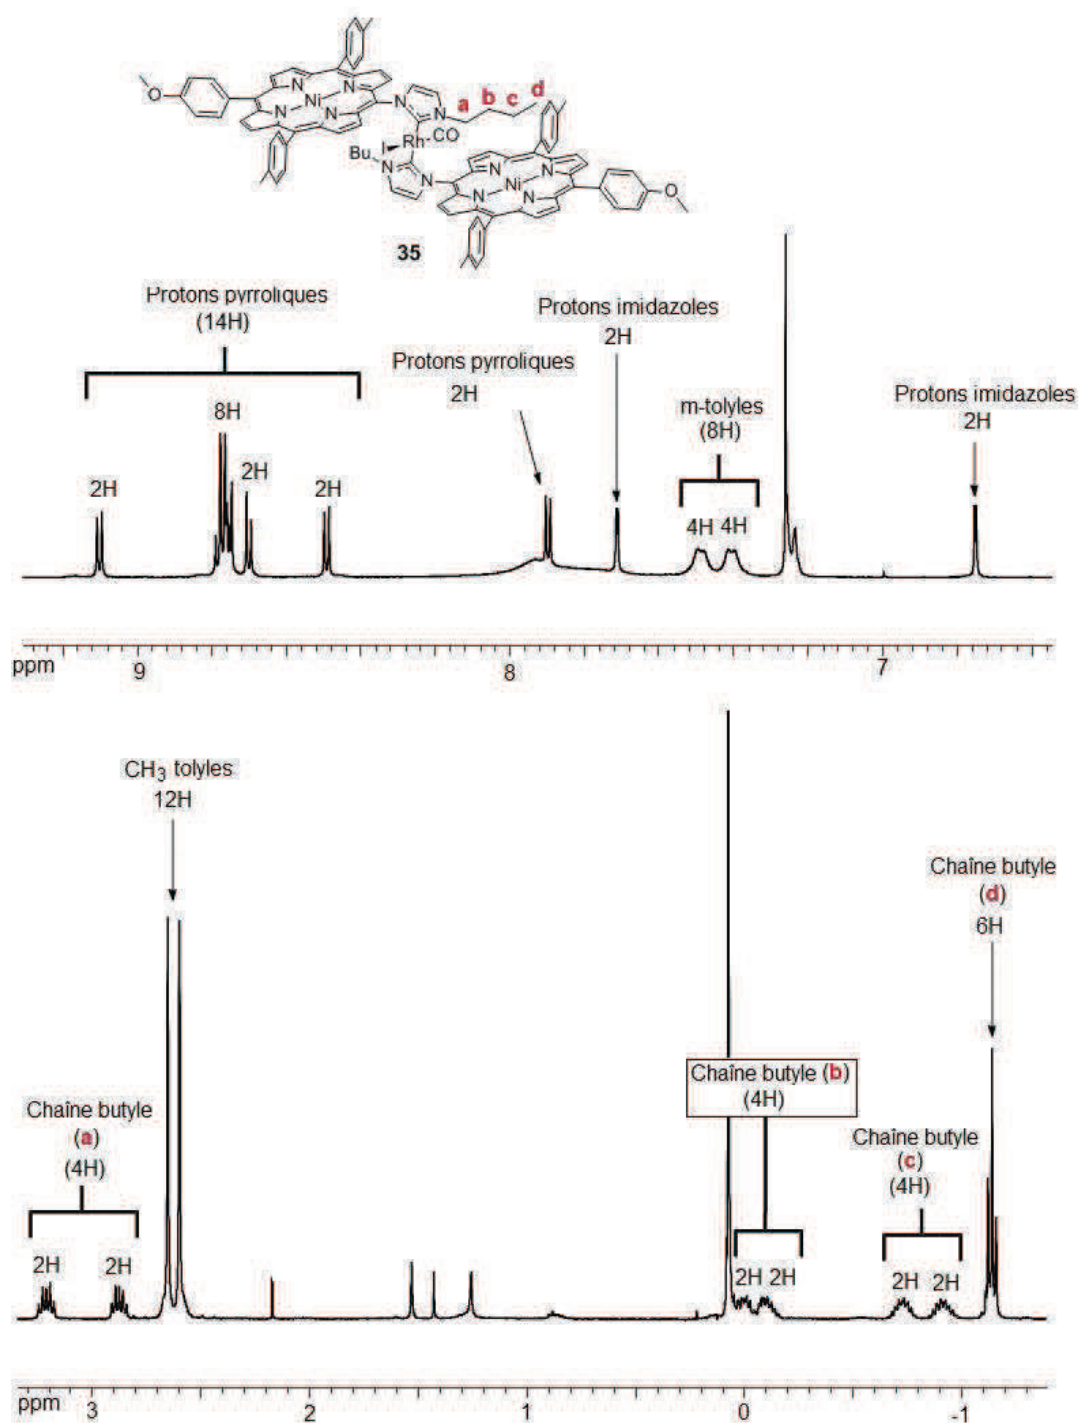 a b c d
O
N
N
Ni
N
N
N
N
Rh
CO
I
Bu
N
N
N
N
Ni
N
N
O
35
Protons pyrroliques
(14H)
2H
8H
2H
2H
Protons pyrroliques
2H
Protons imidazoles
2H
m-tolyles
(8H)
4H 4H
Protons imidazoles
2H
ppm 9 8 7
CH3 tolyles
12H
Chaîne butyle
(a)
(4H)
2H 2H
Chaîne butyle (b)
(4H)
2H 2H
Chaîne butyle
(c)
(4H)
2H 2H
Chaîne butyle
(d)
6H
ppm 3 2 1 0 -1